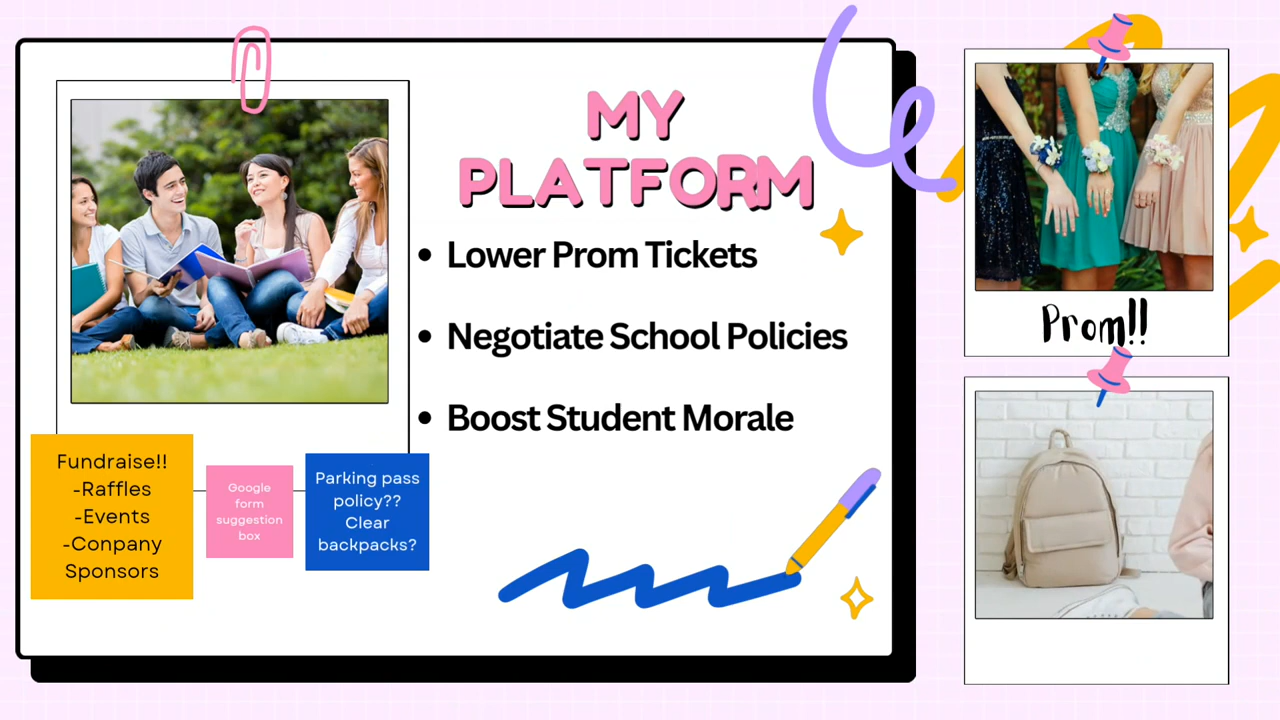 MY
PLATFORM
• Lower Prom Tickets
• Negotiate School Policies
• Boost Student Morale
Fundraise!!
-Raffles
-Events
-Conpany
Sponsors
Google
form
suggestion
box
Parking pass
policy??
Clear
backpacks?
Prom!!